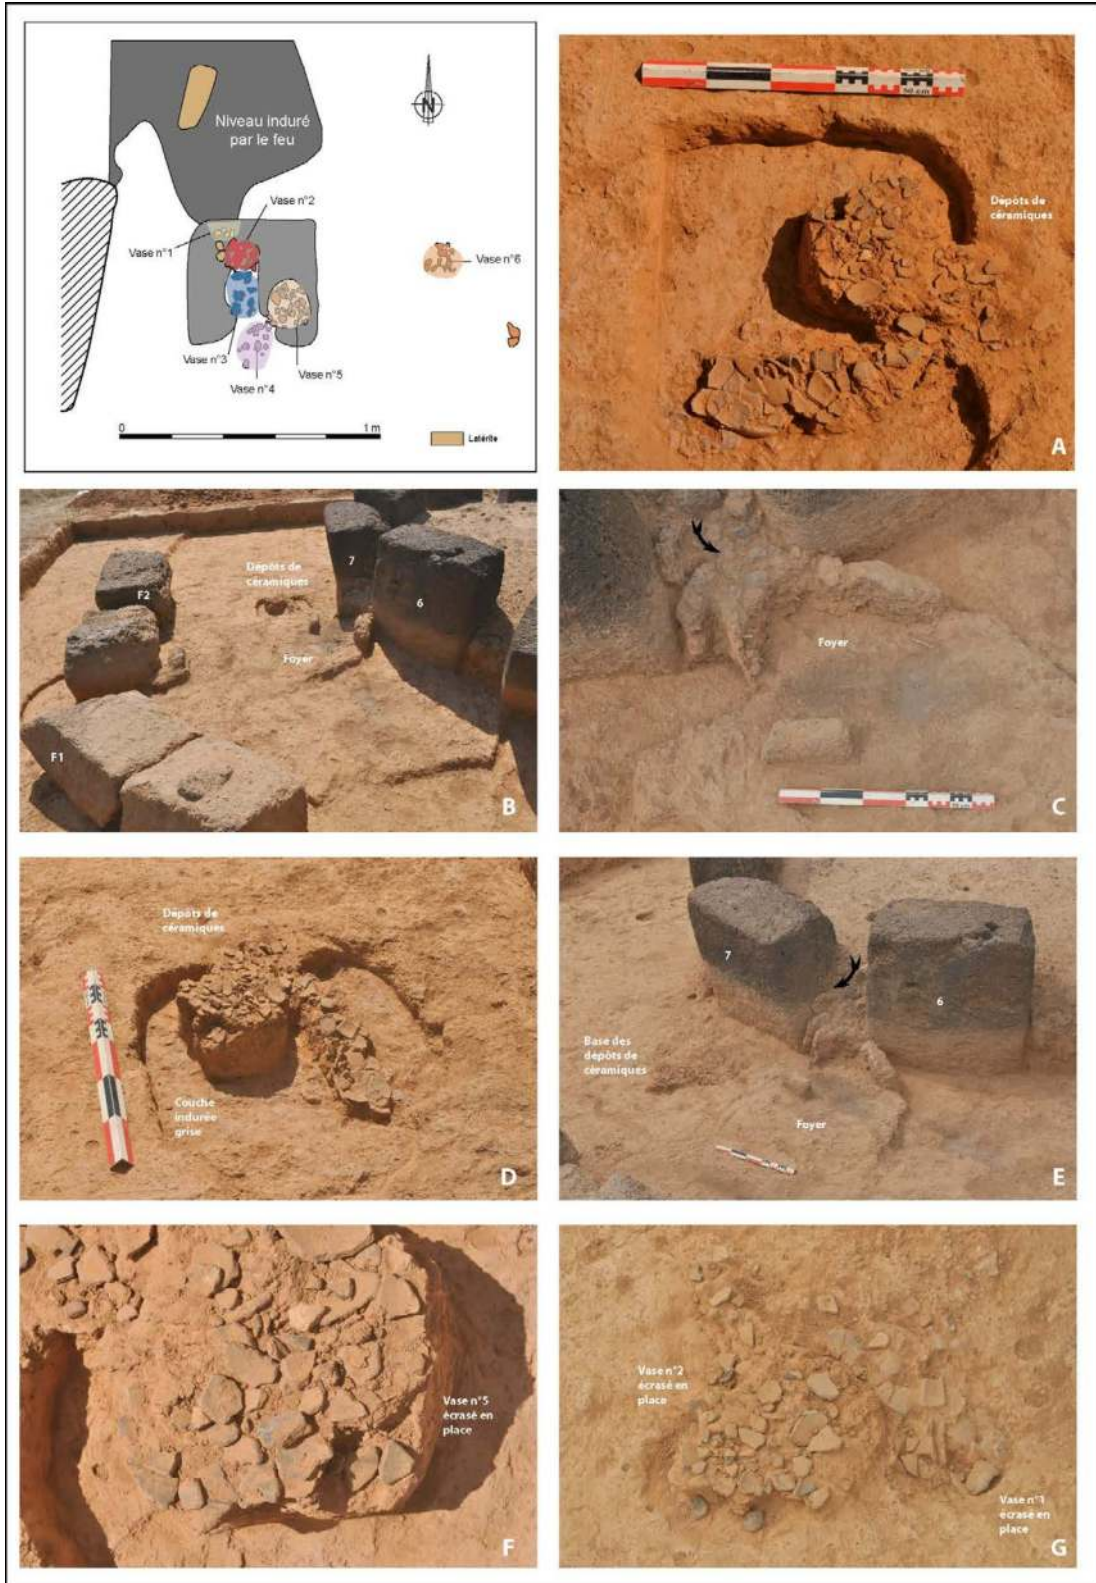 Niveau induré
par le feu
N
Vase n°2
Vase n°1
Vase n°6
Vase n°3
Vase n°4
Vase n°5
0
1 m
Latérite
50 cm
Dépôts de
céramiques
A
7
6
F2
Dépôts de
céramiques
Foyer
F1
B
Foyer
C
Dépôts de
céramiques
Couche
indurée
grise
D
7
6
Base des
dépôts de
céramiques
Foyer
E
Vase n°5
écrasé en
place
F
Vase n°2
écrasé en
place
Vase n°1
écrasé en
place
G